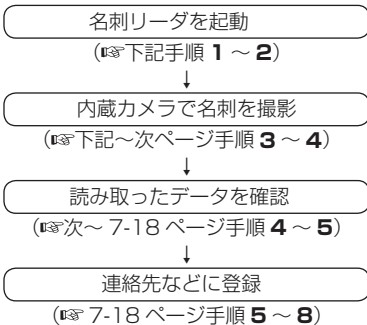 名刺リーダを起動
(☞下記手順 1 ～ 2)
↓
内蔵カメラで名刺を撮影
(☞下記～次ページ手順 3 ～ 4)
↓
読み取ったデータを確認
(☞次～ 7-18 ページ手順 4 ～ 5)
↓
連絡先などに登録
(☞ 7-18 ページ手順 5 ～ 8)